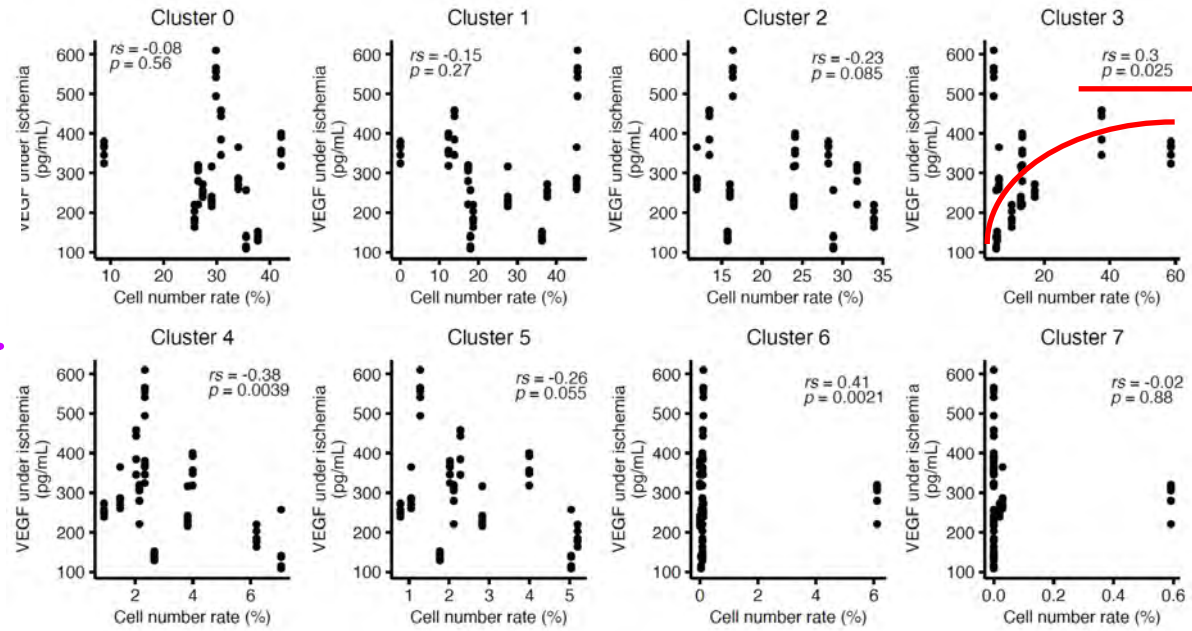 Cluster 0
Cluster 1
Cluster 2
Cluster 3
rs = -0.08
p = 0.56
rs = -0.15
p = 0.27
rs = -0.23
p = 0.085
rs = 0.3
p = 0.025
VEGF under ischemia
(pg/mL)
600
500
400
300
200
100
10 20 30 40
Cell number rate (%)
VEGF under ischemia
(pg/mL)
600
500
400
300
200
100
0 10 20 30 40
Cell number rate (%)
VEGF under ischemia
(pg/mL)
600
500
400
300
200
100
15 20 25 30 35
Cell number rate (%)
VEGF under ischemia
(pg/mL)
600
500
400
300
200
100
20 40 60
Cell number rate (%)
Cluster 4
Cluster 5
Cluster 6
Cluster 7
rs = -0.38
p = 0.0039
rs = -0.26
p = 0.055
rs = 0.41
p = 0.0021
rs = -0.02
p = 0.88
VEGF under ischemia
(pg/mL)
600
500
400
300
200
100
2 4 6
Cell number rate (%)
VEGF under ischemia
(pg/mL)
600
500
400
300
200
100
1 2 3 4 5
Cell number rate (%)
VEGF under ischemia
(pg/mL)
600
500
400
300
200
100
0 2 4 6
Cell number rate (%)
VEGF under ischemia
(pg/mL)
600
500
400
300
200
100
0.0 0.2 0.4 0.6
Cell number rate (%)